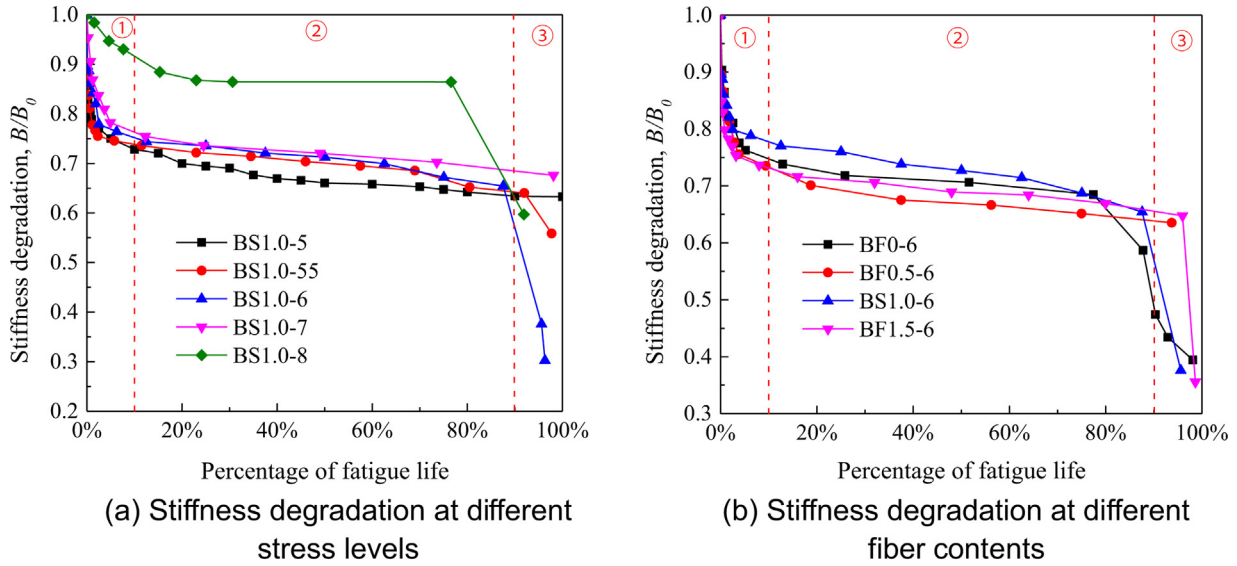 ①
②
③
1.0
0.9
0.8
0.7
0.6
0.5
0.4
0.3
0.2
Stiffness degradation, B/B0
BS1.0-5
BS1.0-55
BS1.0-6
BS1.0-7
BS1.0-8
0%
20%
40%
60%
80%
100%
Percentage of fatigue life
(a) Stiffness degradation at different
stress levels
①
②
③
1.0
0.9
0.8
0.7
0.6
0.5
0.4
0.3
Stiffness degradation, B/B0
BF0-6
BF0.5-6
BS1.0-6
BF1.5-6
0%
20%
40%
60%
80%
100%
Percentage of fatigue life
(b) Stiffness degradation at different
fiber contents